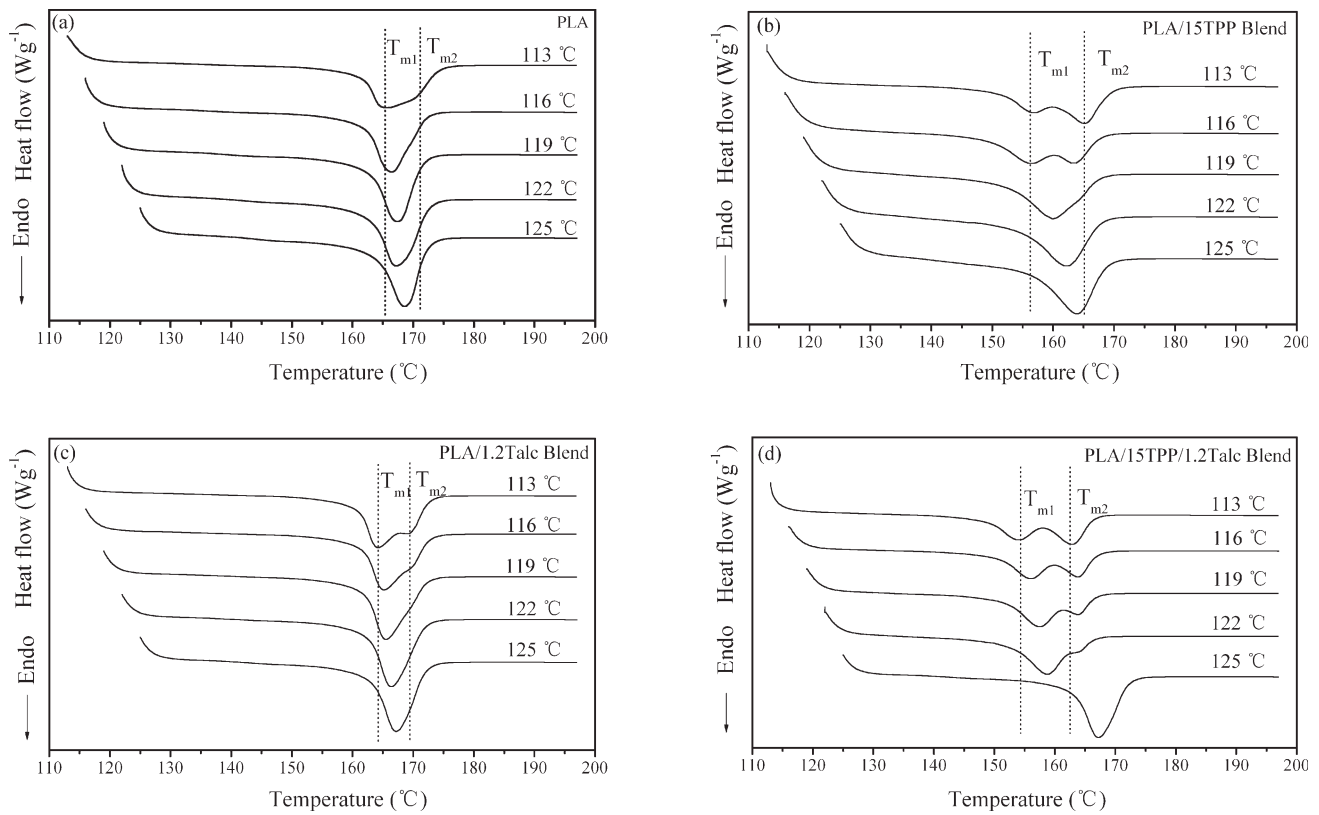 (a) PLA
Tm1 Tm2
113 ℃
116 ℃
119 ℃
122 ℃
125 ℃
Endo Heat flow (Wg-1)
110 120 130 140 150 160 170 180 190 200
Temperature (℃)
(b) PLA/15TPP Blend
Tm1 Tm2
113 ℃
116 ℃
119 ℃
122 ℃
125 ℃
Endo Heat flow (Wg-1)
110 120 130 140 150 160 170 180 190 200
Temperature (℃)
(c) PLA/1.2Talc Blend
Tm1 Tm2
113 ℃
116 ℃
119 ℃
122 ℃
125 ℃
Endo Heat flow (Wg-1)
110 120 130 140 150 160 170 180 190 200
Temperature (℃)
(d) PLA/15TPP/1.2Talc Blend
Tm1 Tm2
113 ℃
116 ℃
119 ℃
122 ℃
125 ℃
Endo Heat flow (Wg-1)
110 120 130 140 150 160 170 180 190 200
Temperature (℃)